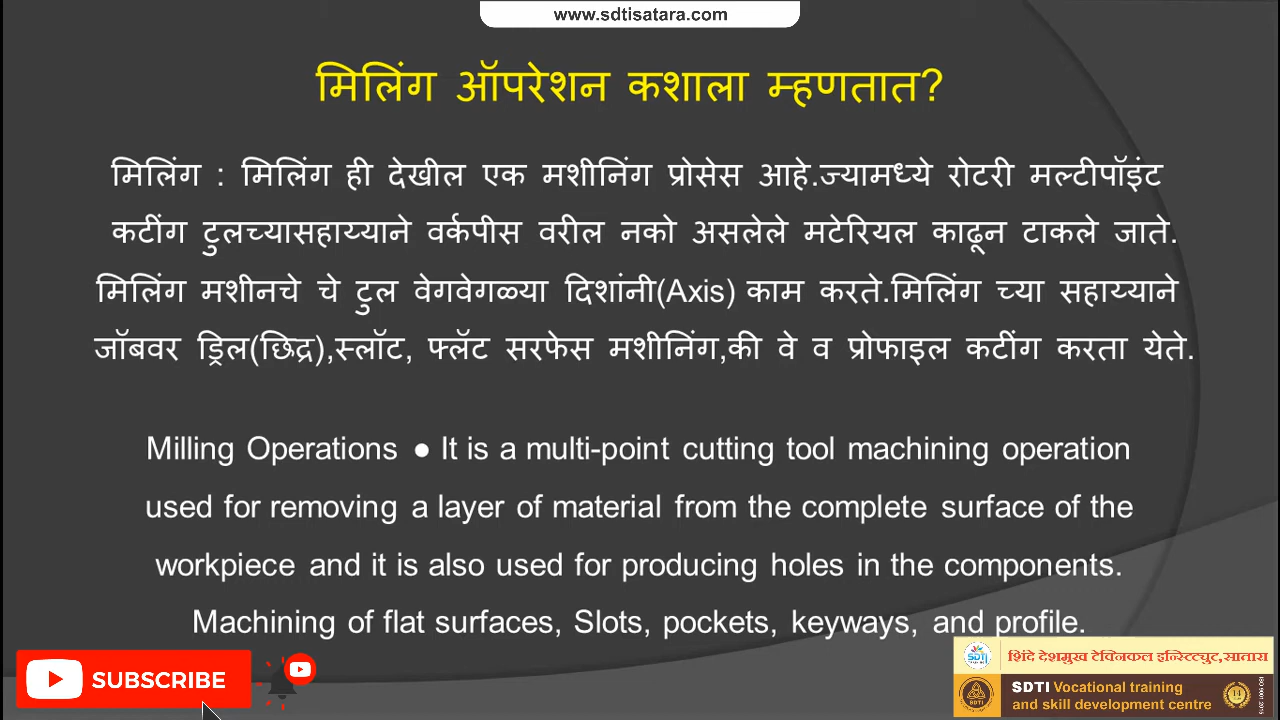 www.sdtisatara.com
मिलिंग ऑपरेशन कशाला म्हणतात?
मिलिंग : मिलिंग ही देखील एक मशीनिंग प्रोसेस आहे.ज्यामध्ये रोटरी मल्टीपॉइंट
कटींग टुलच्यासहाय्याने वर्कपीस वरील नको असलेले मटेरियल काढून टाकले जाते.
मिलिंग मशीनचे चे टुल वेगवेगळ्या दिशांनी(Axis) काम करते.मिलिंग च्या सहाय्याने
जॉबवर ड्रिल(छिद्र),स्लॉट, फ्लॅट सरफेस मशीनिंग,की वे व प्रोफाइल कटींग करता येते.
Milling Operations ● It is a multi-point cutting tool machining operation
used for removing a layer of material from the complete surface of the
workpiece and it is also used for producing holes in the components.
Machining of flat surfaces, Slots, pockets, keyways, and profile.
SUBSCRIBE
SDTI
शिंदे देशमुख टेक्निकल इन्स्टिट्युट,सातारा
SDTI
SDTI Vocational training
and skill development centre